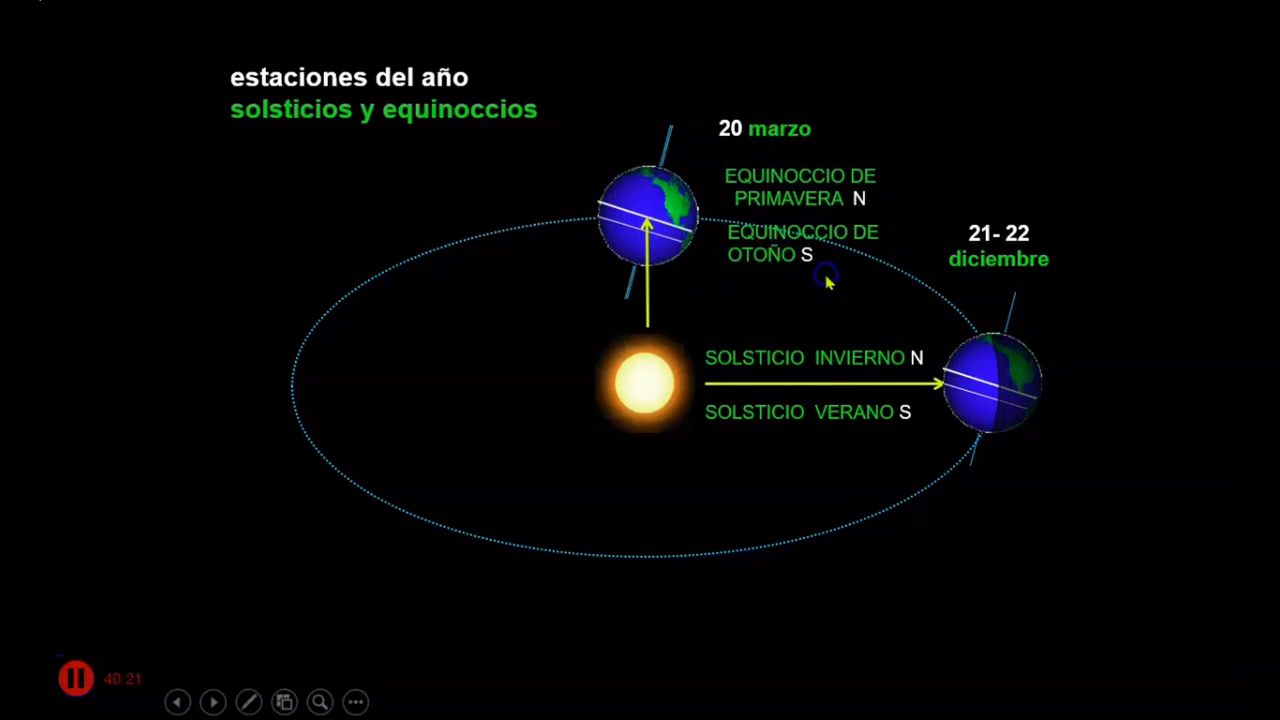 estaciones del año
solsticios y equinoccios
20 marzo
EQUINOCCIO DE
PRIMAVERA N
EQUINOCCIO DE
OTOÑO S
21- 22
diciembre
SOLSTICIO INVIERNO N
SOLSTICIO VERANO S
40:21